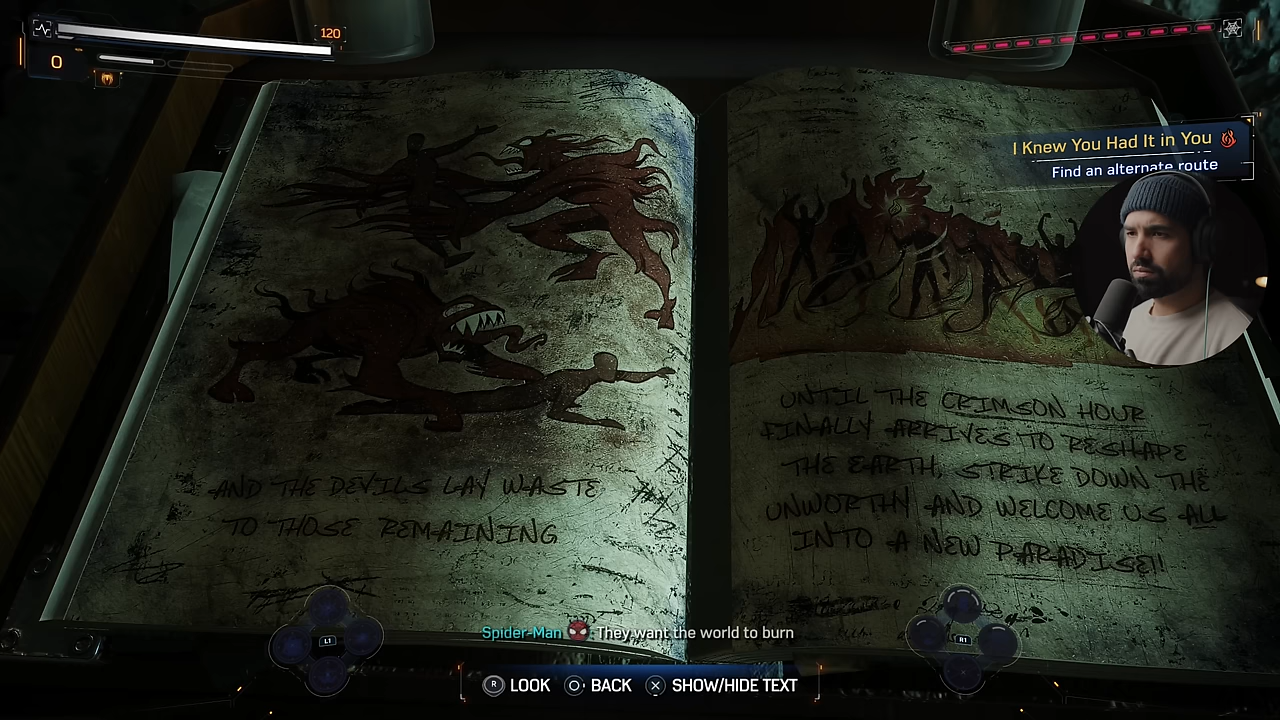 120
0
I Knew You Had It in You
Find an alternate route
AND THE DEVILS LAY WASTE
TO THOSE REMAINING
UNTIL THE CRIMSON HOUR
FINALLY ARRIVES TO RESHAPE
THE EARTH, STRIKE DOWN THE
UNWORTHY AND WELCOME US ALL
INTO A NEW PARADISE!!
L1
R1
Spider-Man They want the world to burn
R LOOK BACK SHOW/HIDE TEXT